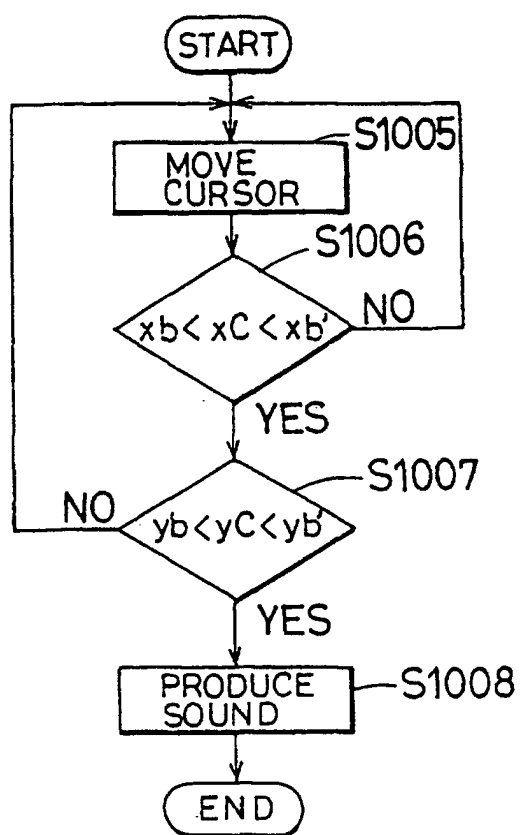 START
S1005
MOVE
CURSOR
S1006
xb < xC < xb'
NO
YES
S1007
yb < yC < yb'
NO
YES
PRODUCE
SOUND
S1008
END